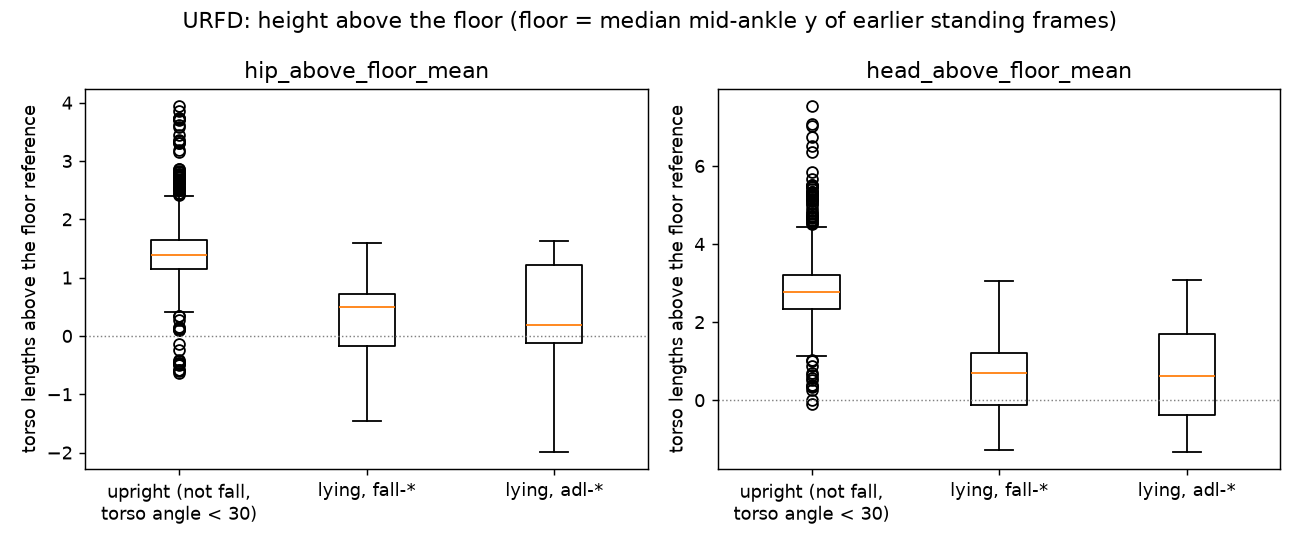 URFD: height above the floor (floor = median mid-ankle y of earlier standing frames)
hip_above_floor_mean
torso lengths above the floor reference
4
3
2
1
0
−1
−2
upright (not fall,
torso angle < 30)
lying, fall-*
lying, adl-*
head_above_floor_mean
torso lengths above the floor reference
6
4
2
0
upright (not fall,
torso angle < 30)
lying, fall-*
lying, adl-*